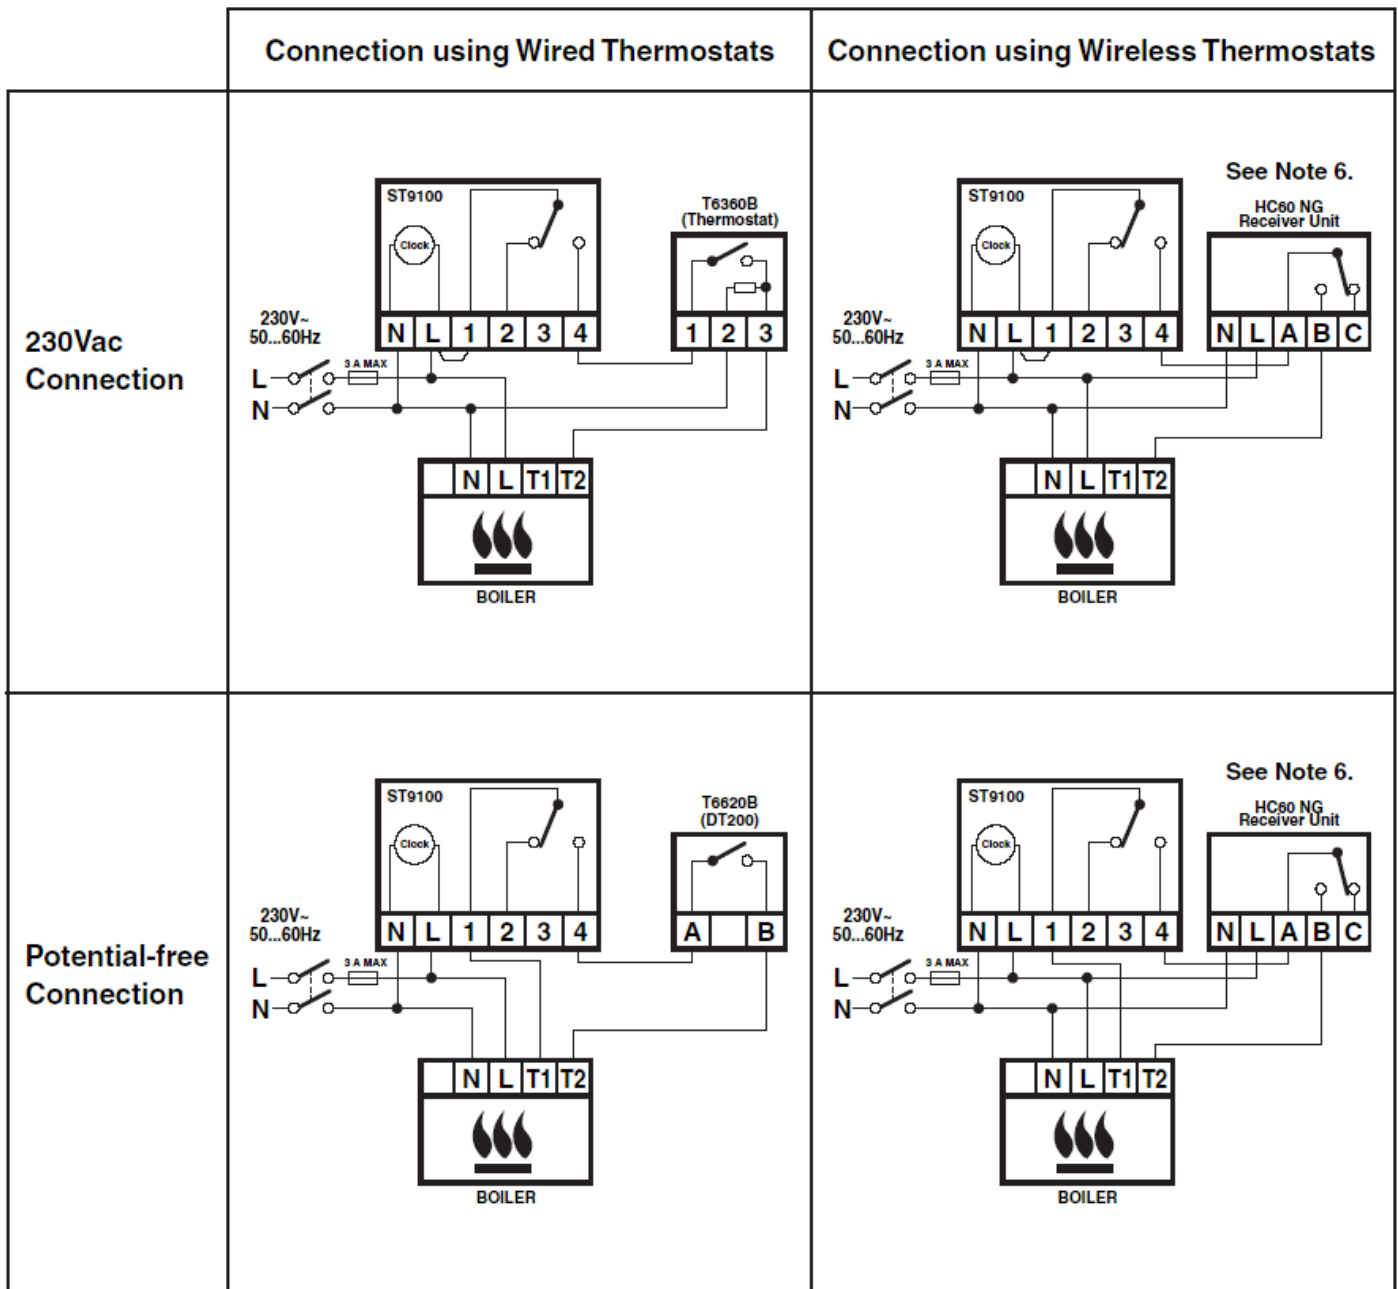 Connection using Wired Thermostats
Connection using Wireless Thermostats
230Vac
Connection
ST9100
Clock
N L 1 2 3 4
T6360B
(Thermostat)
1 2 3
230V~
50...60Hz
3 A MAX
L
N
N L T1 T2
BOILER
See Note 6.
ST9100
Clock
N L 1 2 3 4
HC60 NG
Receiver Unit
N L A B C
230V~
50...60Hz
3 A MAX
L
N
N L T1 T2
BOILER
Potential-free
Connection
ST9100
Clock
N L 1 2 3 4
T6620B
(DT200)
A B
230V~
50...60Hz
3 A MAX
L
N
N L T1 T2
BOILER
See Note 6.
ST9100
Clock
N L 1 2 3 4
HC60 NG
Receiver Unit
N L A B C
230V~
50...60Hz
3 A MAX
L
N
N L T1 T2
BOILER